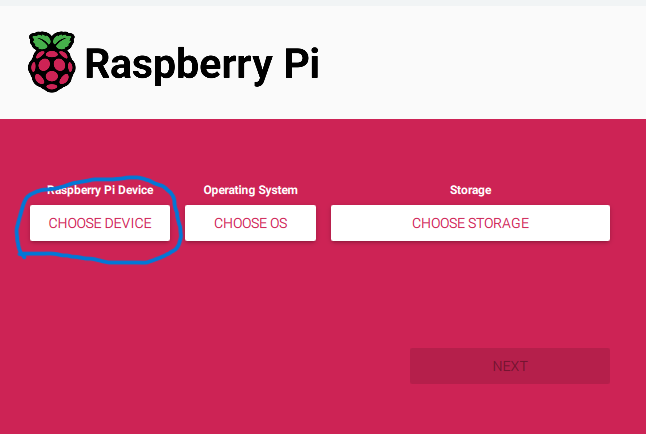 Raspberry Pi
Raspberry Pi Device
Operating System
Storage
CHOOSE DEVICE
CHOOSE OS
CHOOSE STORAGE
NEXT